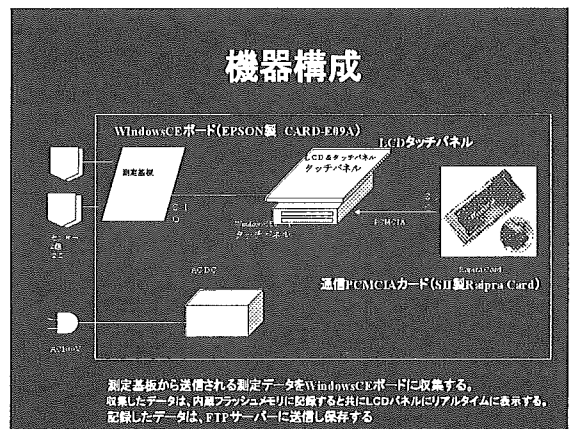 機器構成
WIndowsCEボード(EPSON製 CARD-E09A)
LCDタッチパネル
測定基板
LCD&タッチパネル
タッチパネル
タッチパネル
PCMCIA
AC/DC
Raipra Card
通信PCMCIAカード(SII製Raipra Card)
AC100V
測定基板から送信される測定データをWindowsCEボードに収集する。
収集したデータは、内蔵フラッシュメモリに記録すると共にLCDパネルにリアルタイムに表示する。
記録したデータは、FTPサーバーに送信し保存する